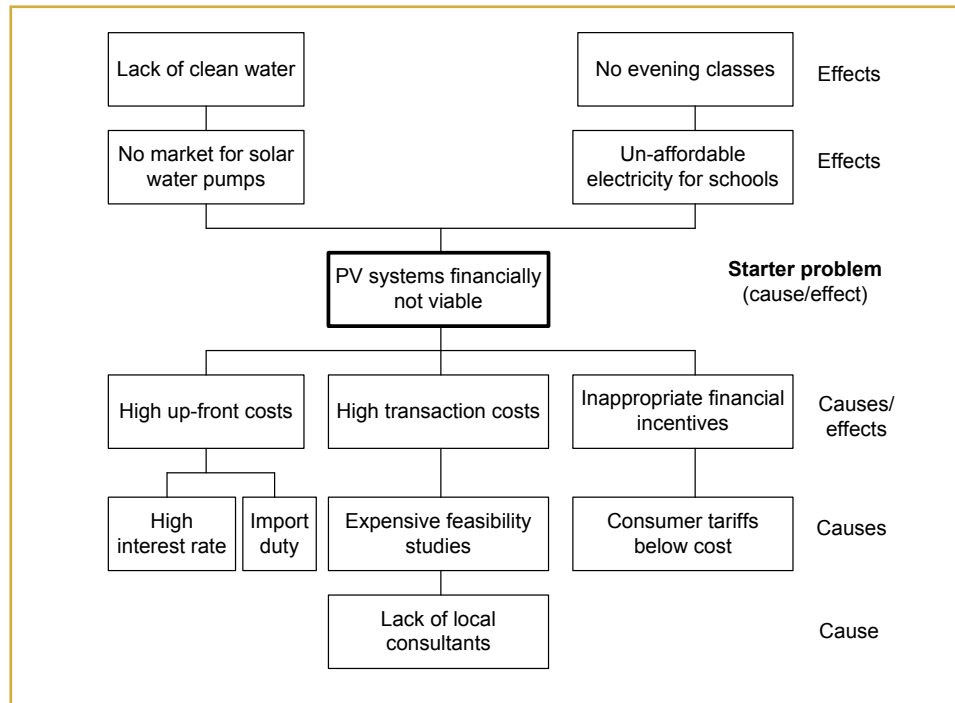 Lack of clean water
No evening classes
Effects
No market for solar
water pumps
Un-affordable
electricity for schools
Effects
PV systems financially
not viable
Starter problem
(cause/effect)
High up-front costs
High transaction costs
Inappropriate financial
incentives
Causes/
effects
High
interest rate
Import
duty
Expensive feasibility
studies
Consumer tariffs
below cost
Causes
Lack of local
consultants
Cause